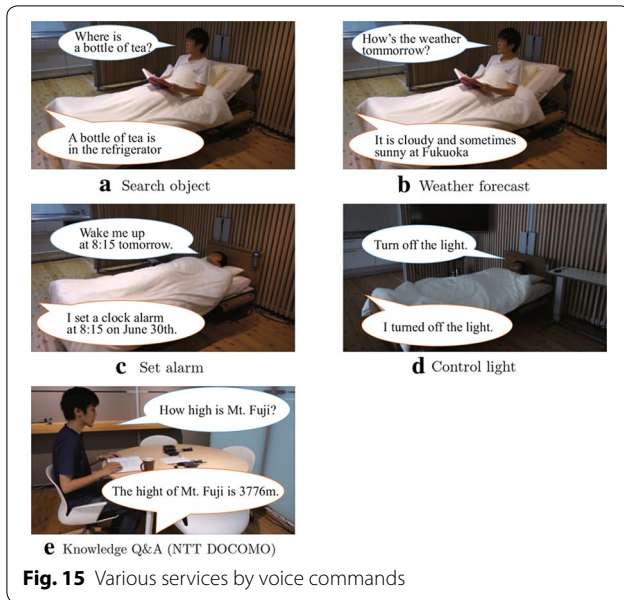 Where is
a bottle of tea?
A bottle of tea is
in the refrigerator
a Search object
How's the weather
tommorrow?
It is cloudy and sometimes
sunny at Fukuoka
b Weather forecast
Wake me up
at 8:15 tomorrow.
I set a clock alarm
at 8:15 on June 30th.
c Set alarm
Turn off the light.
I turned off the light.
d Control light
How high is Mt. Fuji?
The hight of Mt. Fuji is 3776m.
e Knowledge Q&A (NTT DOCOMO)
Fig. 15 Various services by voice commands